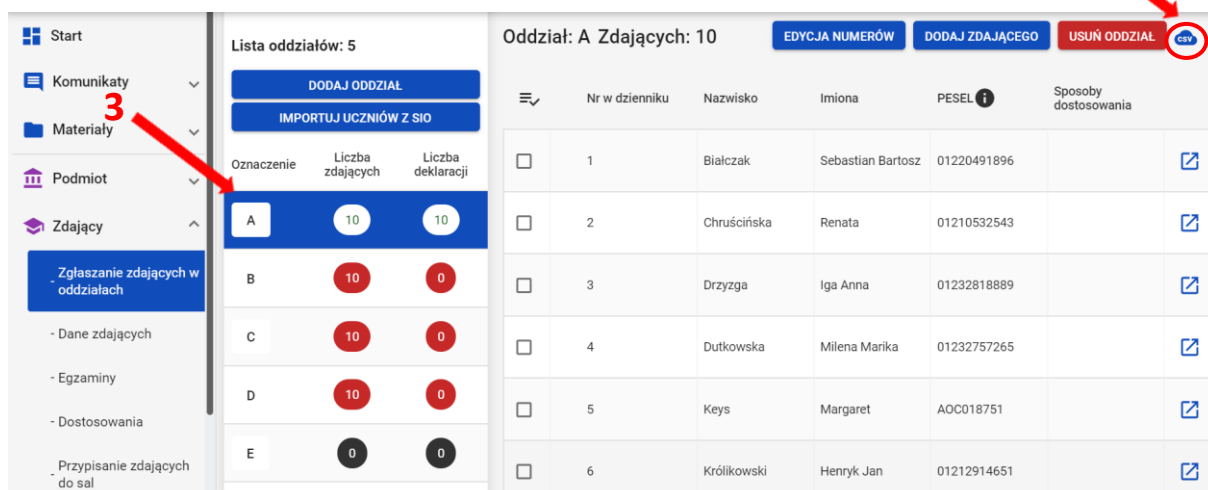 Start
Komunikaty
3
Materiały
Podmiot
Zdający
- Zgłaszanie zdających w
oddziałach
- Dane zdających
- Egzaminy
- Dostosowania
- Przypisanie zdających
do sal
Lista oddziałów: 5
DODAJ ODDZIAŁ
IMPORTUJ UCZNIÓW Z SIO
Oznaczenie Liczba zdających Liczba deklaracji
A 10 10
B 10 0
C 10 0
D 10 0
E 0 0
Oddział: A Zdających: 10 EDYCJA NUMERÓW DODAJ ZDAJĄCEGO USUŃ ODDZIAŁ csv
Nr w dzienniku Nazwisko Imiona PESEL i Sposoby dostosowania
1 Białczak Sebastian Bartosz 01220491896
2 Chruścińska Renata 01210532543
3 Drzyzga Iga Anna 01232818889
4 Dutkowska Milena Marika 01232757265
5 Keys Margaret AOC018751
6 Królikowski Henryk Jan 01212914651